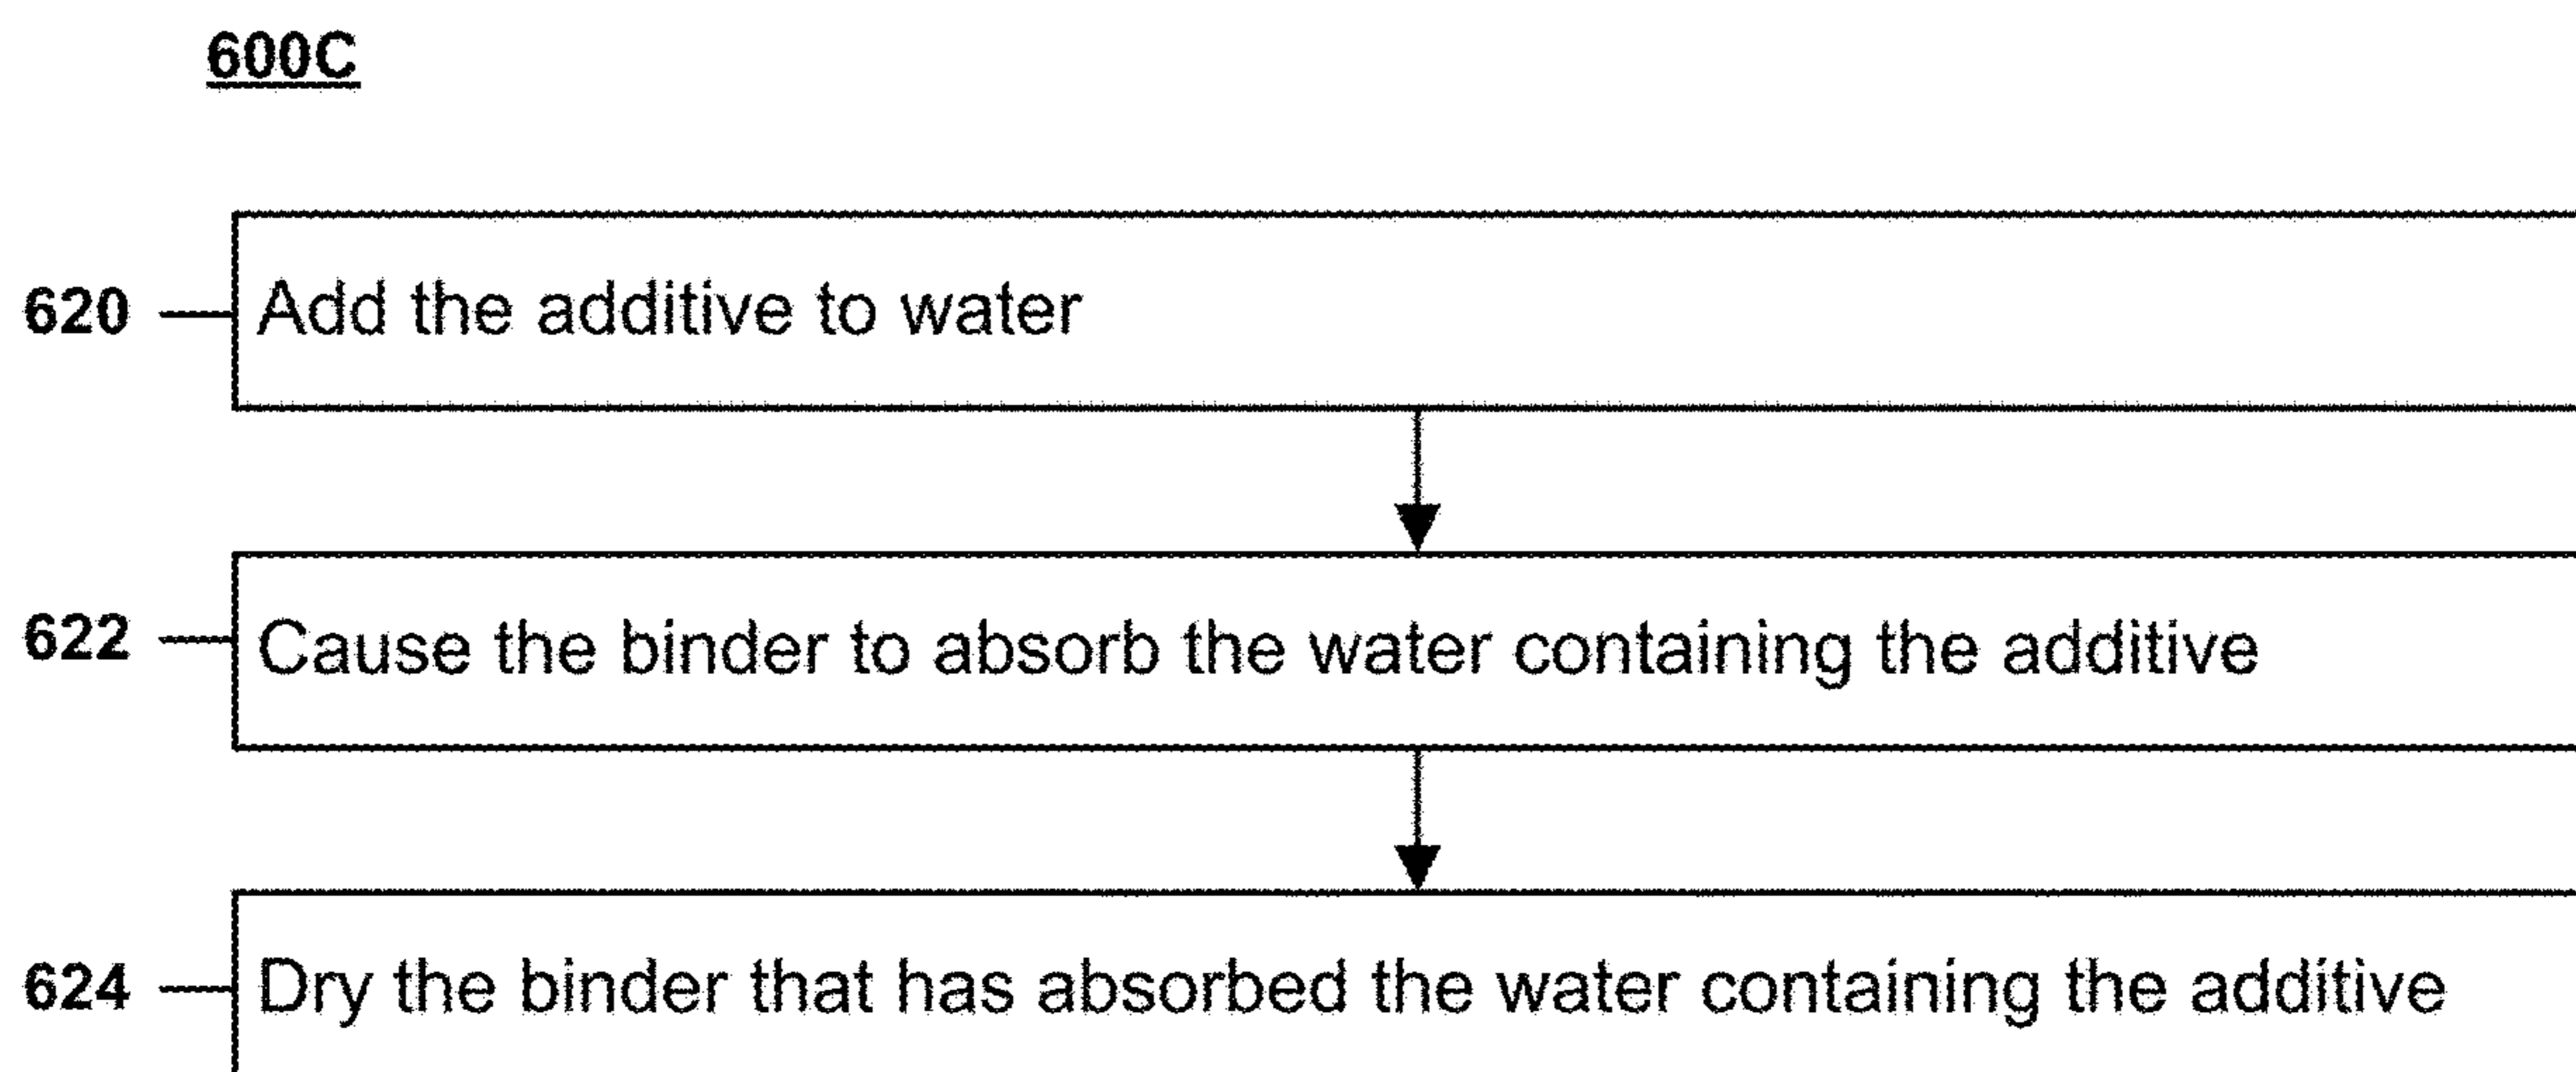 600C
620 Add the additive to water
622 Cause the binder to absorb the water containing the additive
624 Dry the binder that has absorbed the water containing the additive